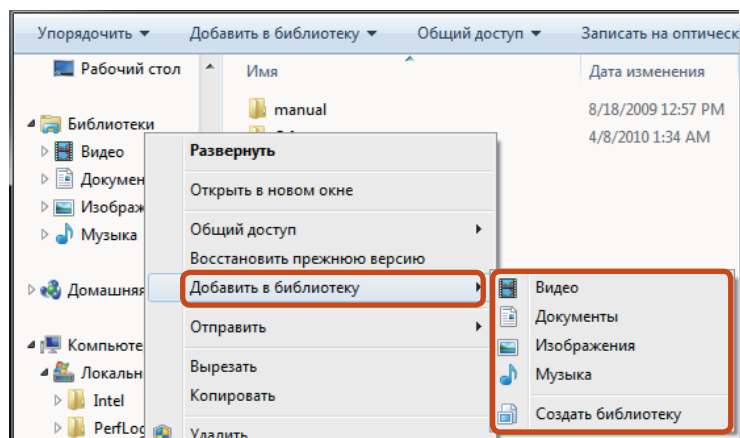 Упорядочить Добавить в библиотеку Общий доступ Записать на оптическ
Рабочий стол
Имя Дата изменения
manual 8/18/2009 12:57 PM
Библиотеки
4/8/2010 1:34 AM
Видео
Докумен
Изображ
Музыка
Домашняя
Компьюте
Локальн
Intel
PerfLog
Развернуть
Открыть в новом окне
Общий доступ
Восстановить прежнюю версию
Добавить в библиотеку
Отправить
Вырезать
Копировать
Удалить
Видео
Документы
Изображения
Музыка
Создать библиотеку